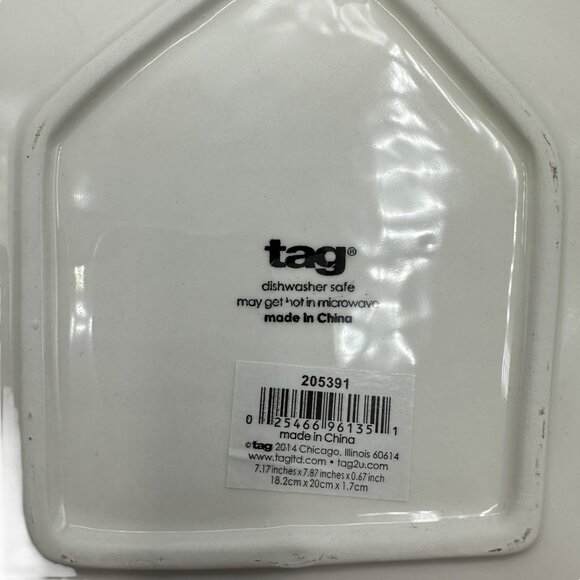 tag®
dishwasher safe
may get hot in microwave
made in China
205391
0 25466 96135 1
made in China
©tag 2014 Chicago, Illinois 60614
www.tagltd.com • tag2u.com
7.17 inches x 7.87 inches x 0.67 inch
18.2cm x 20cm x 1.7cm